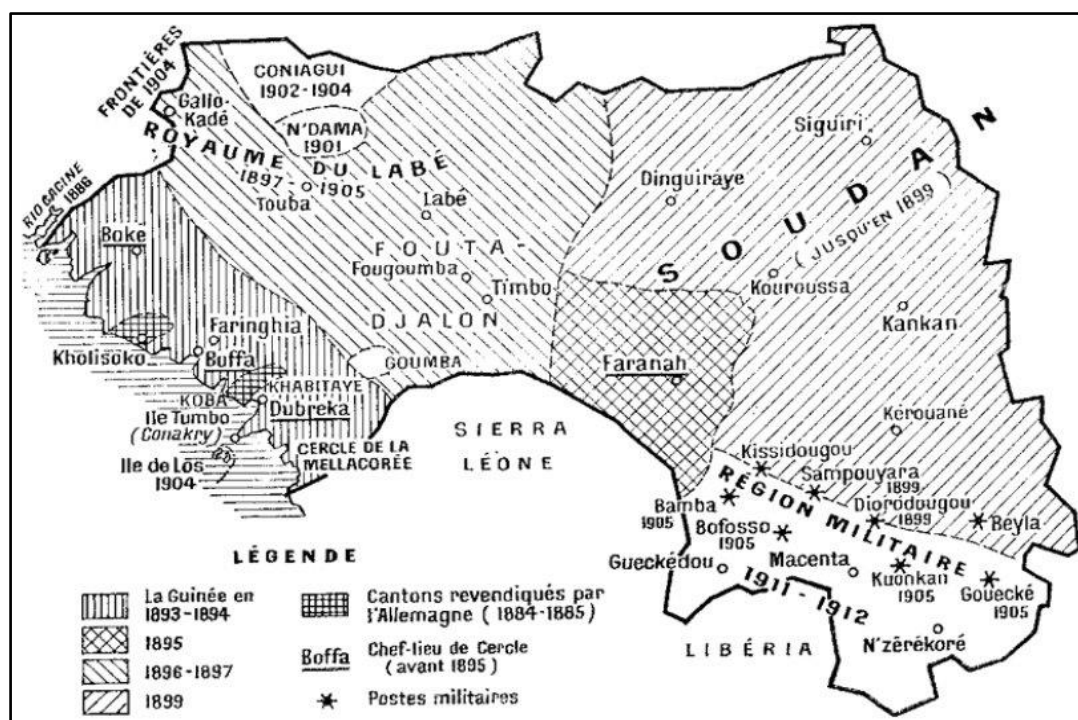 FRONTIÈRES
DE 1904
CONIAGUI
1902-1904
Gallo-
Kadé
N'DAMA
1901
ROYAUME DU LABÉ
1897-1905
Touba
Labé
RIO CACINE
1886
Boké
FOUTA-
DJALON
Fougoumba
Timbo
Siguiri
Dinguiraye
SOUDAN
(JUSQU'EN 1899)
Kouroussa
Kankan
Faringhia
Kholisoko
Boffa
GOUMBA
Faranah
KOBA
KHABITAYE
Ile Tumbo
(Conakry)
Dubreka
Ile de Los
1904
CERCLE DE LA
MELLACORÉE
SIERRA
LÉONE
Kérouané
Kissidougou
Sampouyara
1899
RÉGION MILITAIRE
Bamba
1905
Diorodougou
1899
Beyla
Bofosso
1905
Gueckédou
Macenta
Kuonkan
1905
Gouecké
1905
1911-1912
N'zérékoré
LIBÉRIA
LÉGENDE
La Guinée en
1893-1894
1895
1896-1897
1899
Cantons revendiqués par
l'Allemagne (1884-1885)
Boffa
Chef-lieu de Cercle
(avant 1895)
Postes militaires